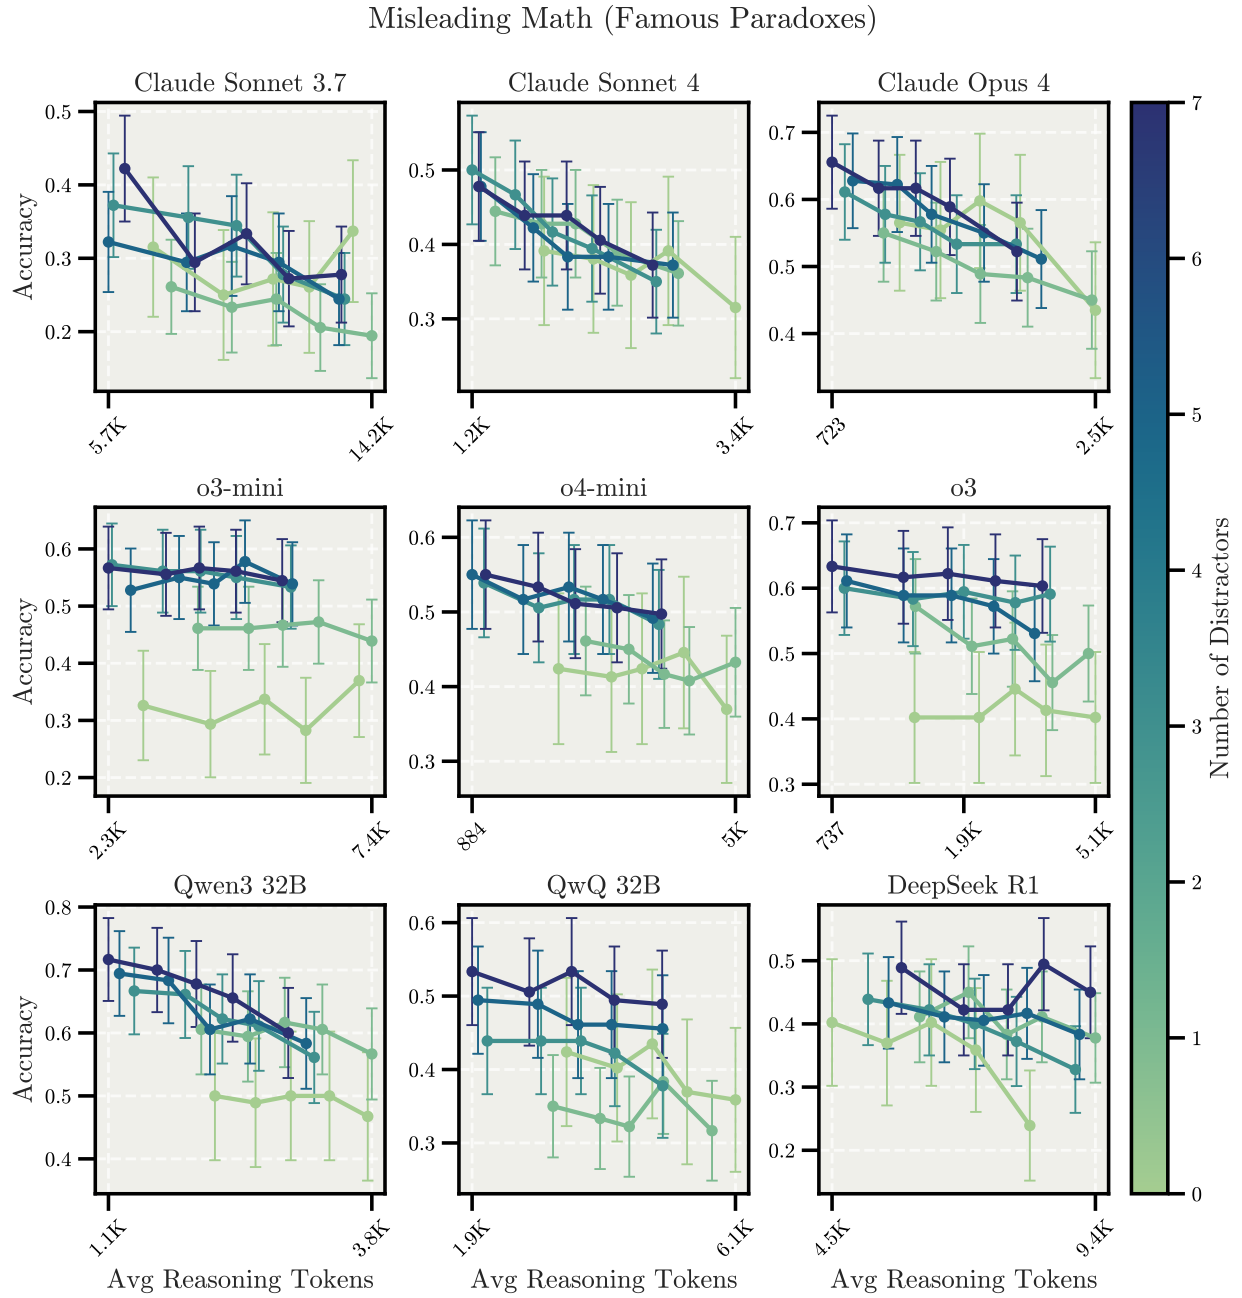 Misleading Math (Famous Paradoxes)
Claude Sonnet 3.7
Claude Sonnet 4
Claude Opus 4
Accuracy
0.5
0.4
0.3
0.2
5.7K
14.2K
0.5
0.4
0.3
1.2K
3.4K
0.7
0.6
0.5
0.4
723
2.5K
o3-mini
o4-mini
o3
Accuracy
0.6
0.5
0.4
0.3
0.2
2.3K
7.4K
0.6
0.5
0.4
0.3
884
5K
0.7
0.6
0.5
0.4
0.3
737
1.9K
5.1K
Qwen3 32B
QwQ 32B
DeepSeek R1
Accuracy
0.8
0.7
0.6
0.5
0.4
1.1K
3.8K
Avg Reasoning Tokens
0.6
0.5
0.4
0.3
1.9K
6.1K
Avg Reasoning Tokens
0.5
0.4
0.3
0.2
4.5K
9.4K
Avg Reasoning Tokens
7
6
5
4
3
2
1
0
Number of Distractors